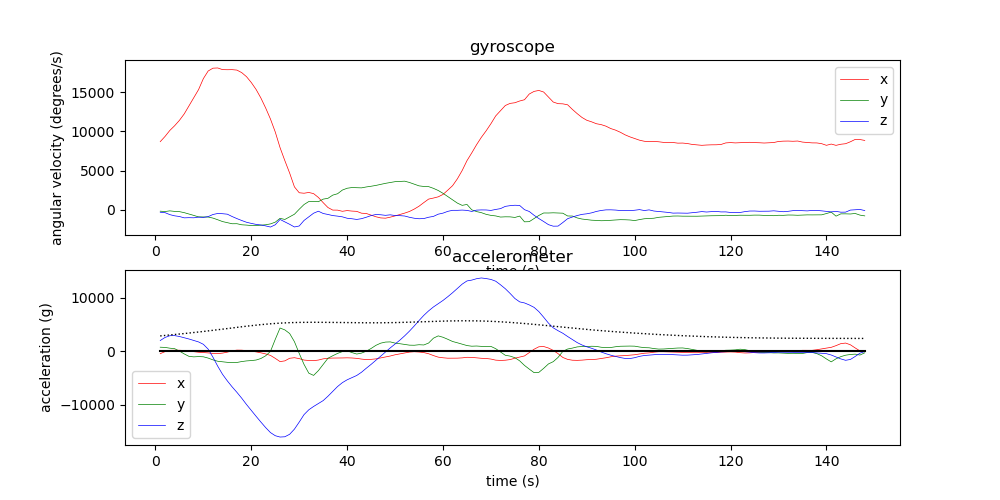 gyroscope
angular velocity (degrees/s)
15000
10000
5000
0
x
y
z
0 20 40 60 80 100 120 140
time (s)
accelerometer
acceleration (g)
10000
0
−10000
x
y
z
0 20 40 60 80 100 120 140
time (s)